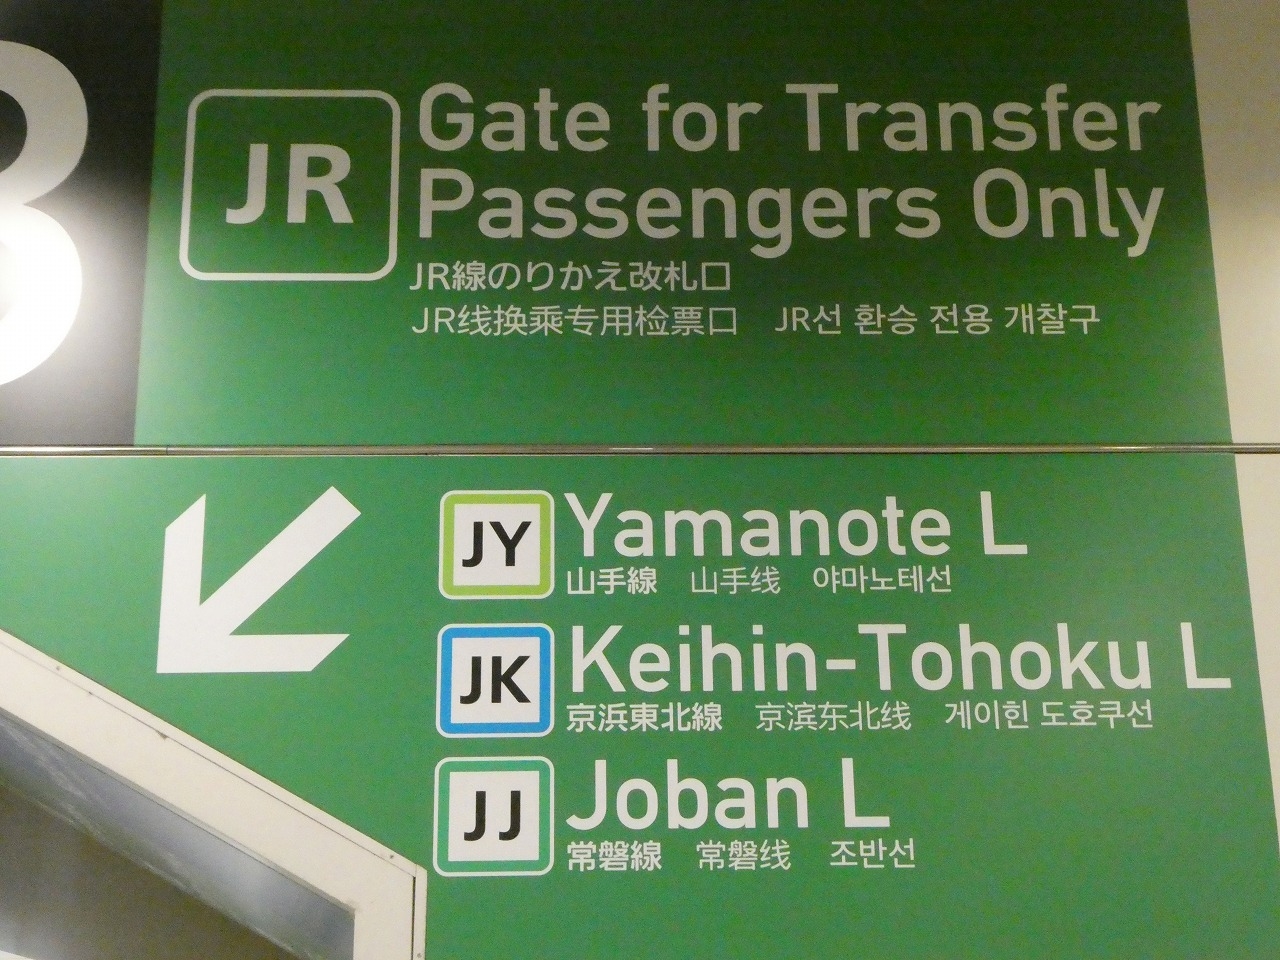 JR Gate for Transfer
Passengers Only
JR線のりかえ改札口
JR线换乘专用检票口 JR선 환승 전용 개찰구
JY Yamanote L
山手線 山手线 야마노테선
JK Keihin-Tohoku L
京浜東北線 京滨东北线 게이힌 도호쿠선
JJ Joban L
常磐線 常磐线 조반선